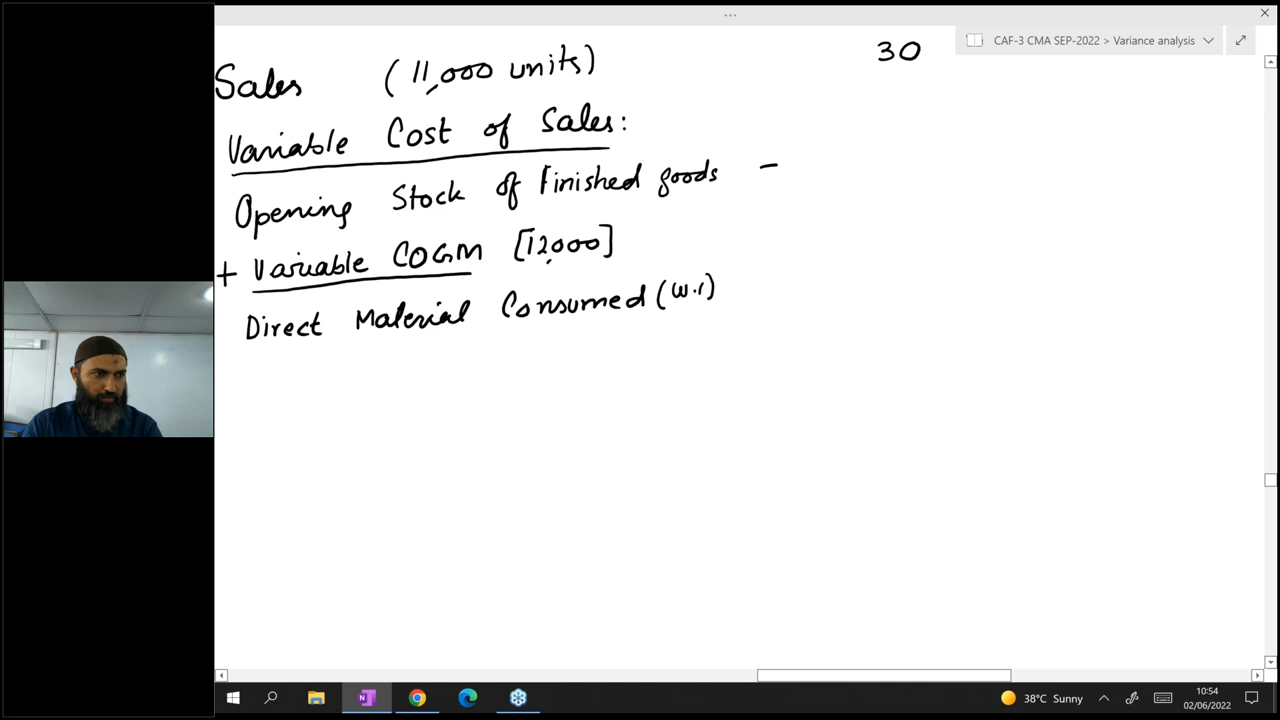 CAF-3 CMA SEP-2022 > Variance analysis
Sales (11,000 units) 30
Variable Cost of Sales:
Opening Stock of Finished goods -
+ Variable COGM [12,000]
Direct Material Consumed (w.1)
38°C Sunny
10:54
02/06/2022